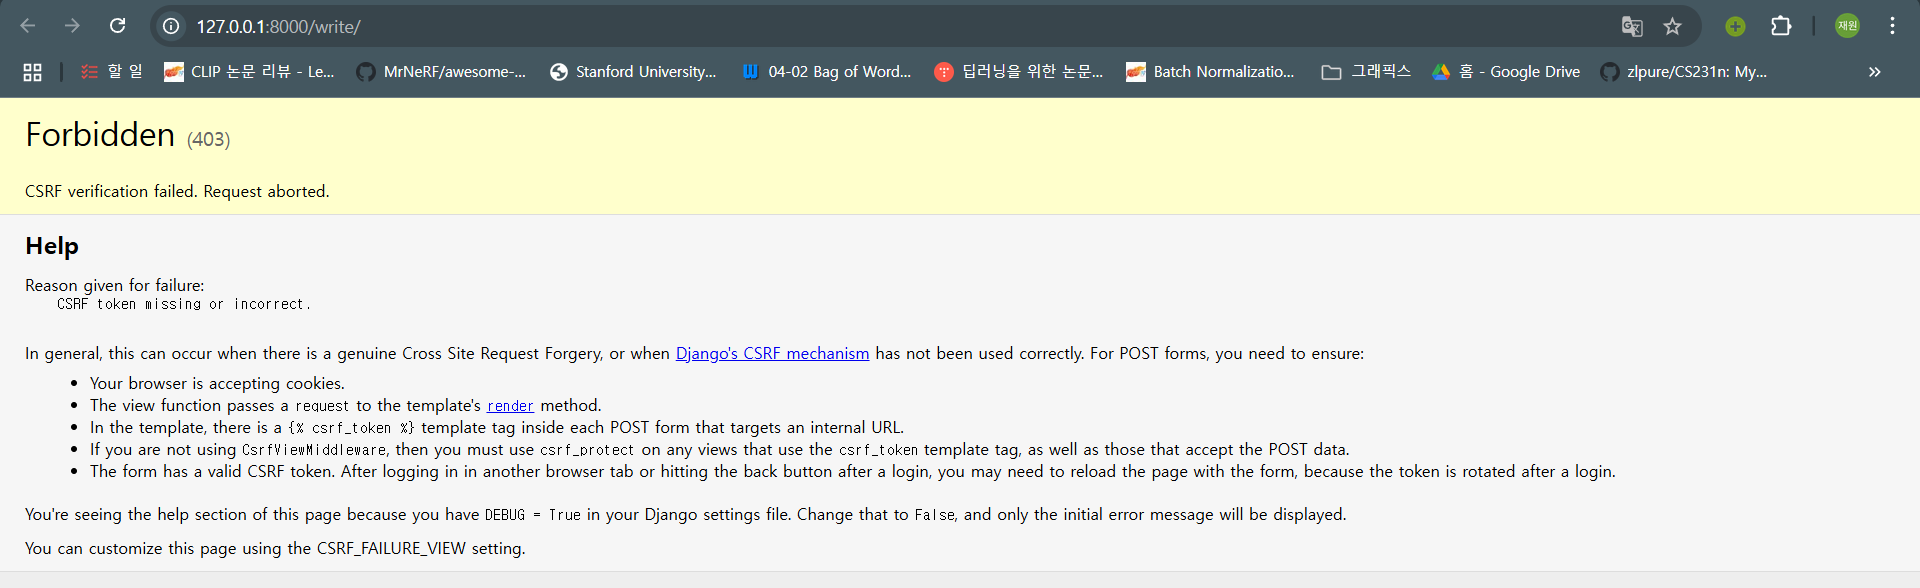 127.0.0.1:8000/write/
재원
할 일
CLIP 논문 리뷰 - Le...
MrNeRF/awesome-...
Stanford University...
04-02 Bag of Word...
딥러닝을 위한 논문...
Batch Normalizatio...
그래픽스
홈 - Google Drive
zlpure/CS231n: My...
Forbidden (403)
CSRF verification failed. Request aborted.
Help
Reason given for failure:
CSRF token missing or incorrect.
In general, this can occur when there is a genuine Cross Site Request Forgery, or when Django's CSRF mechanism has not been used correctly. For POST forms, you need to ensure:
• Your browser is accepting cookies.
• The view function passes a request to the template's render method.
• In the template, there is a {% csrf_token %} template tag inside each POST form that targets an internal URL.
• If you are not using CsrfViewMiddleware, then you must use csrf_protect on any views that use the csrf_token template tag, as well as those that accept the POST data.
• The form has a valid CSRF token. After logging in in another browser tab or hitting the back button after a login, you may need to reload the page with the form, because the token is rotated after a login.
You're seeing the help section of this page because you have DEBUG = True in your Django settings file. Change that to False, and only the initial error message will be displayed.
You can customize this page using the CSRF_FAILURE_VIEW setting.